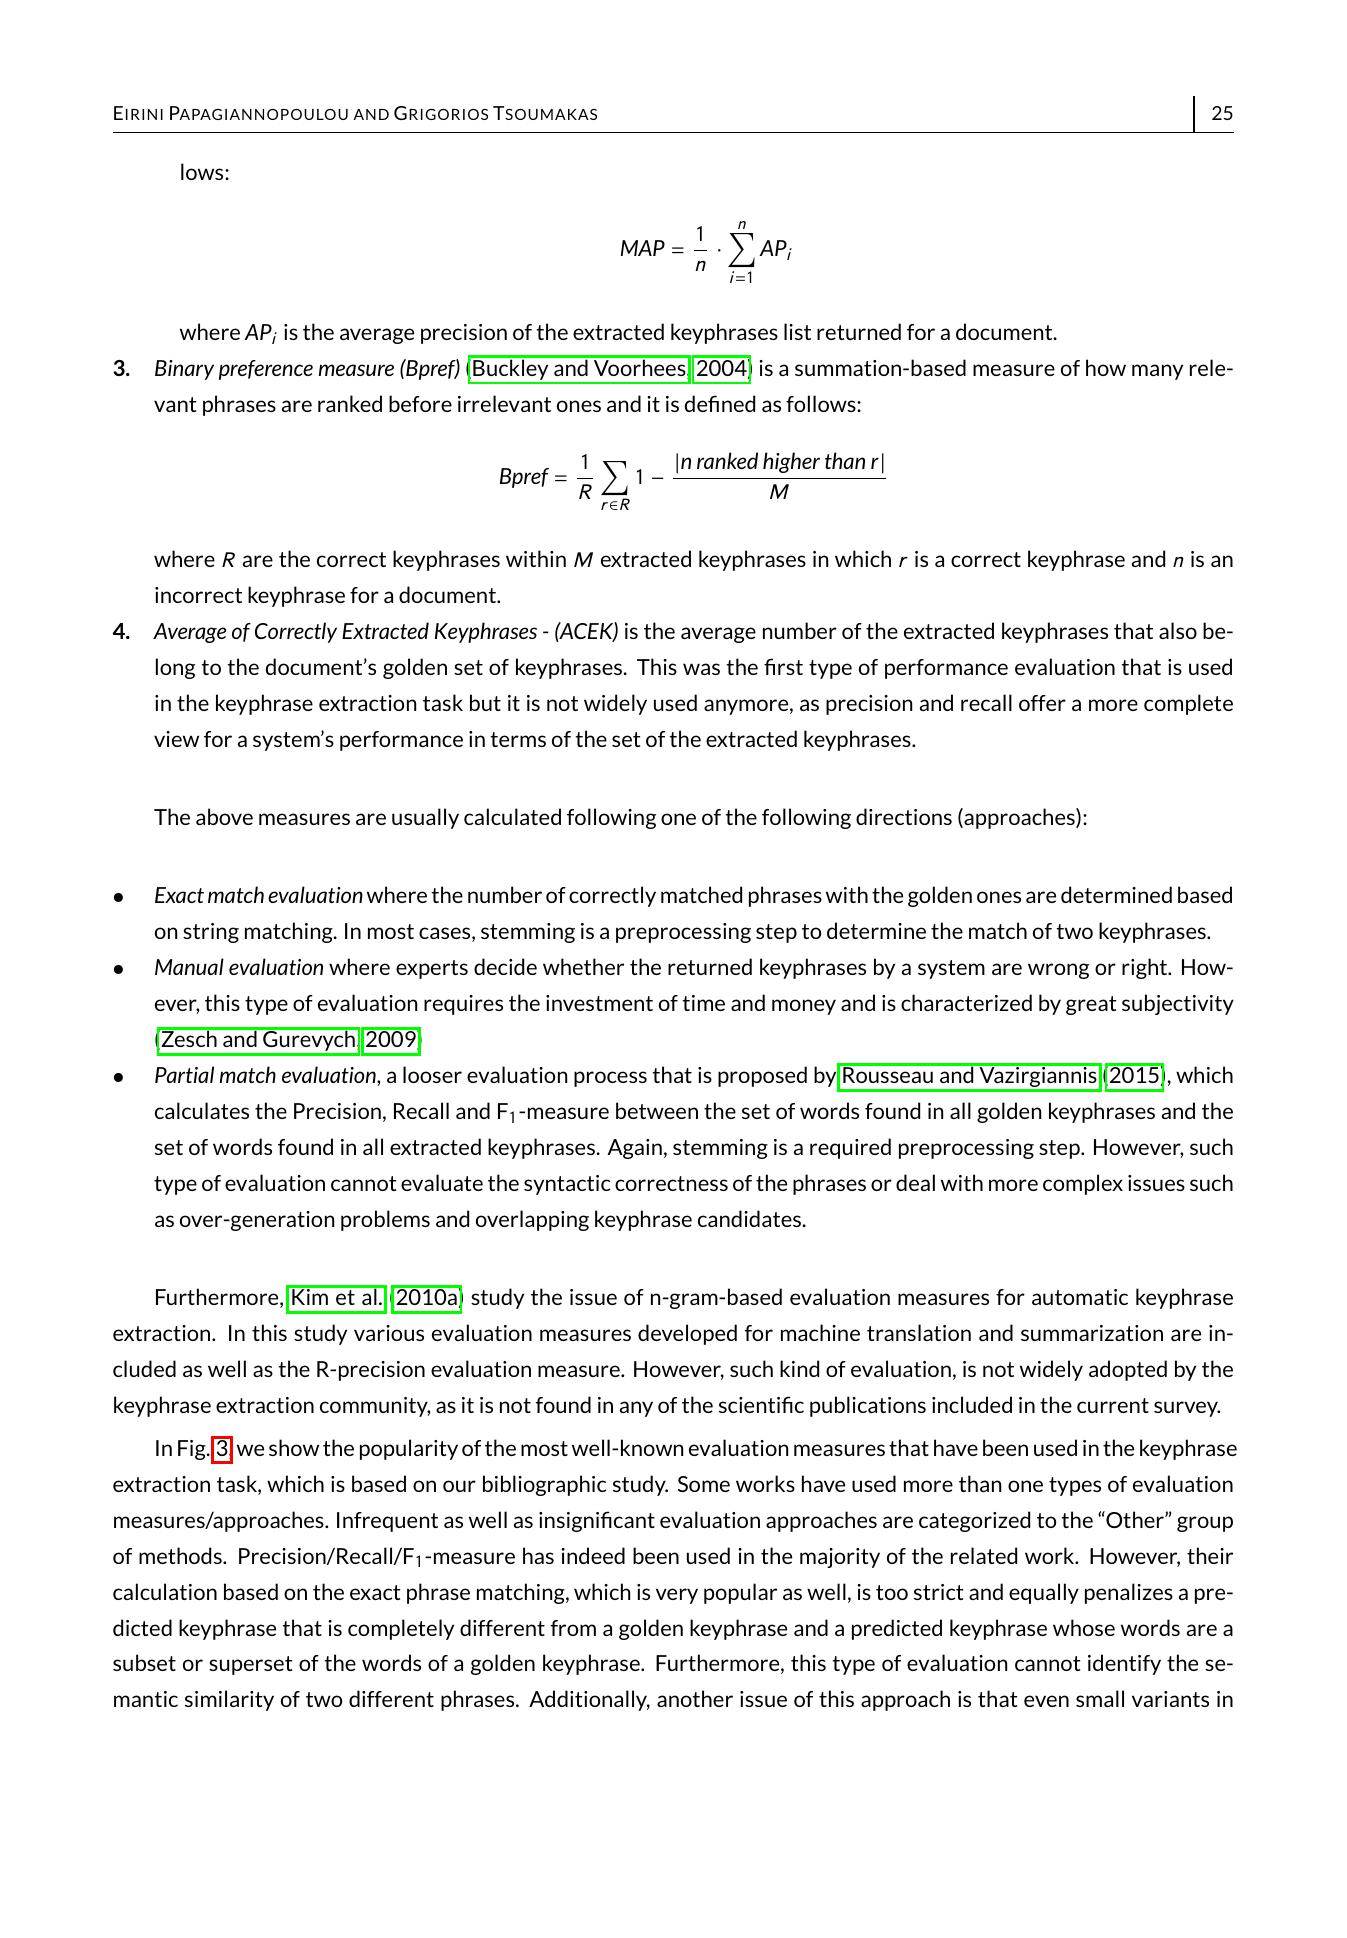 EIRINI PAPAGIANNOPOULOU AND GRIGORIOS TSOUMAKAS 25
lows:
MAP = 1/n · ∑_{i=1}^{n} AP_i
where AP_i is the average precision of the extracted keyphrases list returned for a document.
3. Binary preference measure (Bpref) (Buckley and Voorhees, 2004) is a summation-based measure of how many rele-
vant phrases are ranked before irrelevant ones and it is defined as follows:
Bpref = 1/R ∑_{r∈R} 1 − |n ranked higher than r|/M
where R are the correct keyphrases within M extracted keyphrases in which r is a correct keyphrase and n is an
incorrect keyphrase for a document.
4. Average of Correctly Extracted Keyphrases - (ACEK) is the average number of the extracted keyphrases that also be-
long to the document's golden set of keyphrases. This was the first type of performance evaluation that is used
in the keyphrase extraction task but it is not widely used anymore, as precision and recall offer a more complete
view for a system's performance in terms of the set of the extracted keyphrases.
The above measures are usually calculated following one of the following directions (approaches):
• Exact match evaluation where the number of correctly matched phrases with the golden ones are determined based
on string matching. In most cases, stemming is a preprocessing step to determine the match of two keyphrases.
• Manual evaluation where experts decide whether the returned keyphrases by a system are wrong or right. How-
ever, this type of evaluation requires the investment of time and money and is characterized by great subjectivity
(Zesch and Gurevych, 2009)
• Partial match evaluation, a looser evaluation process that is proposed by Rousseau and Vazirgiannis (2015), which
calculates the Precision, Recall and F₁-measure between the set of words found in all golden keyphrases and the
set of words found in all extracted keyphrases. Again, stemming is a required preprocessing step. However, such
type of evaluation cannot evaluate the syntactic correctness of the phrases or deal with more complex issues such
as over-generation problems and overlapping keyphrase candidates.
Furthermore, Kim et al. (2010a) study the issue of n-gram-based evaluation measures for automatic keyphrase
extraction. In this study various evaluation measures developed for machine translation and summarization are in-
cluded as well as the R-precision evaluation measure. However, such kind of evaluation, is not widely adopted by the
keyphrase extraction community, as it is not found in any of the scientific publications included in the current survey.
In Fig. 3, we show the popularity of the most well-known evaluation measures that have been used in the keyphrase
extraction task, which is based on our bibliographic study. Some works have used more than one types of evaluation
measures/approaches. Infrequent as well as insignificant evaluation approaches are categorized to the “Other” group
of methods. Precision/Recall/F₁-measure has indeed been used in the majority of the related work. However, their
calculation based on the exact phrase matching, which is very popular as well, is too strict and equally penalizes a pre-
dicted keyphrase that is completely different from a golden keyphrase and a predicted keyphrase whose words are a
subset or superset of the words of a golden keyphrase. Furthermore, this type of evaluation cannot identify the se-
mantic similarity of two different phrases. Additionally, another issue of this approach is that even small variants in